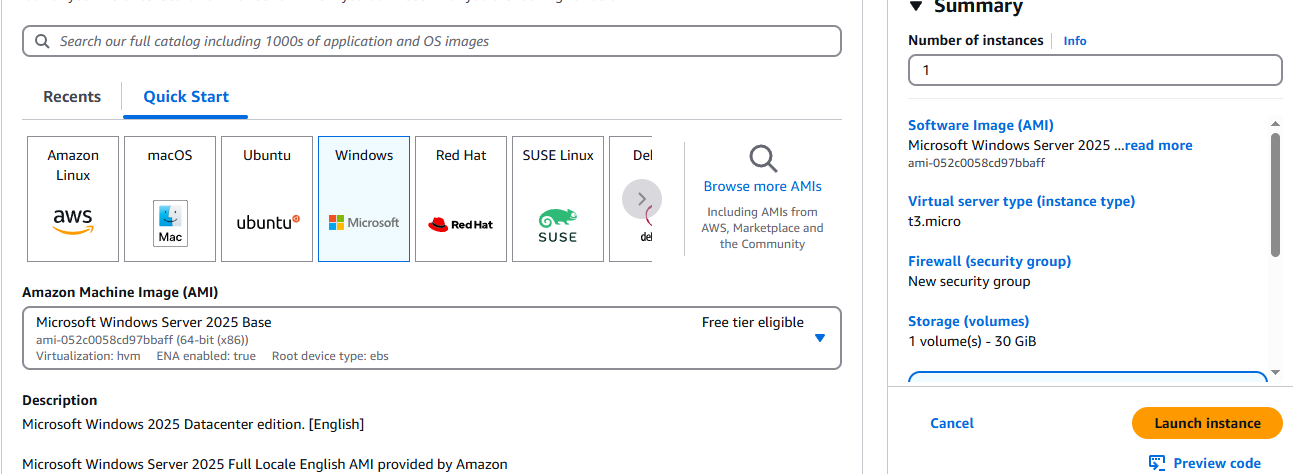 Search our full catalog including 1000s of application and OS images
Recents
Quick Start
Amazon
Linux
aws
macOS
Mac
Ubuntu
ubuntu
Windows
Microsoft
Red Hat
Red Hat
SUSE Linux
SUSE
Browse more AMIs
Including AMIs from
AWS, Marketplace and
the Community
Amazon Machine Image (AMI)
Microsoft Windows Server 2025 Base
Free tier eligible
ami-052c0058cd97bbaff (64-bit (x86))
Virtualization: hvm ENA enabled: true Root device type: ebs
Description
Microsoft Windows 2025 Datacenter edition. [English]
Microsoft Windows Server 2025 Full Locale English AMI provided by Amazon
Summary
Number of instances
Info
1
Software Image (AMI)
Microsoft Windows Server 2025 ...read more
ami-052c0058cd97bbaff
Virtual server type (instance type)
t3.micro
Firewall (security group)
New security group
Storage (volumes)
1 volume(s) - 30 GiB
Cancel
Launch instance
Preview code